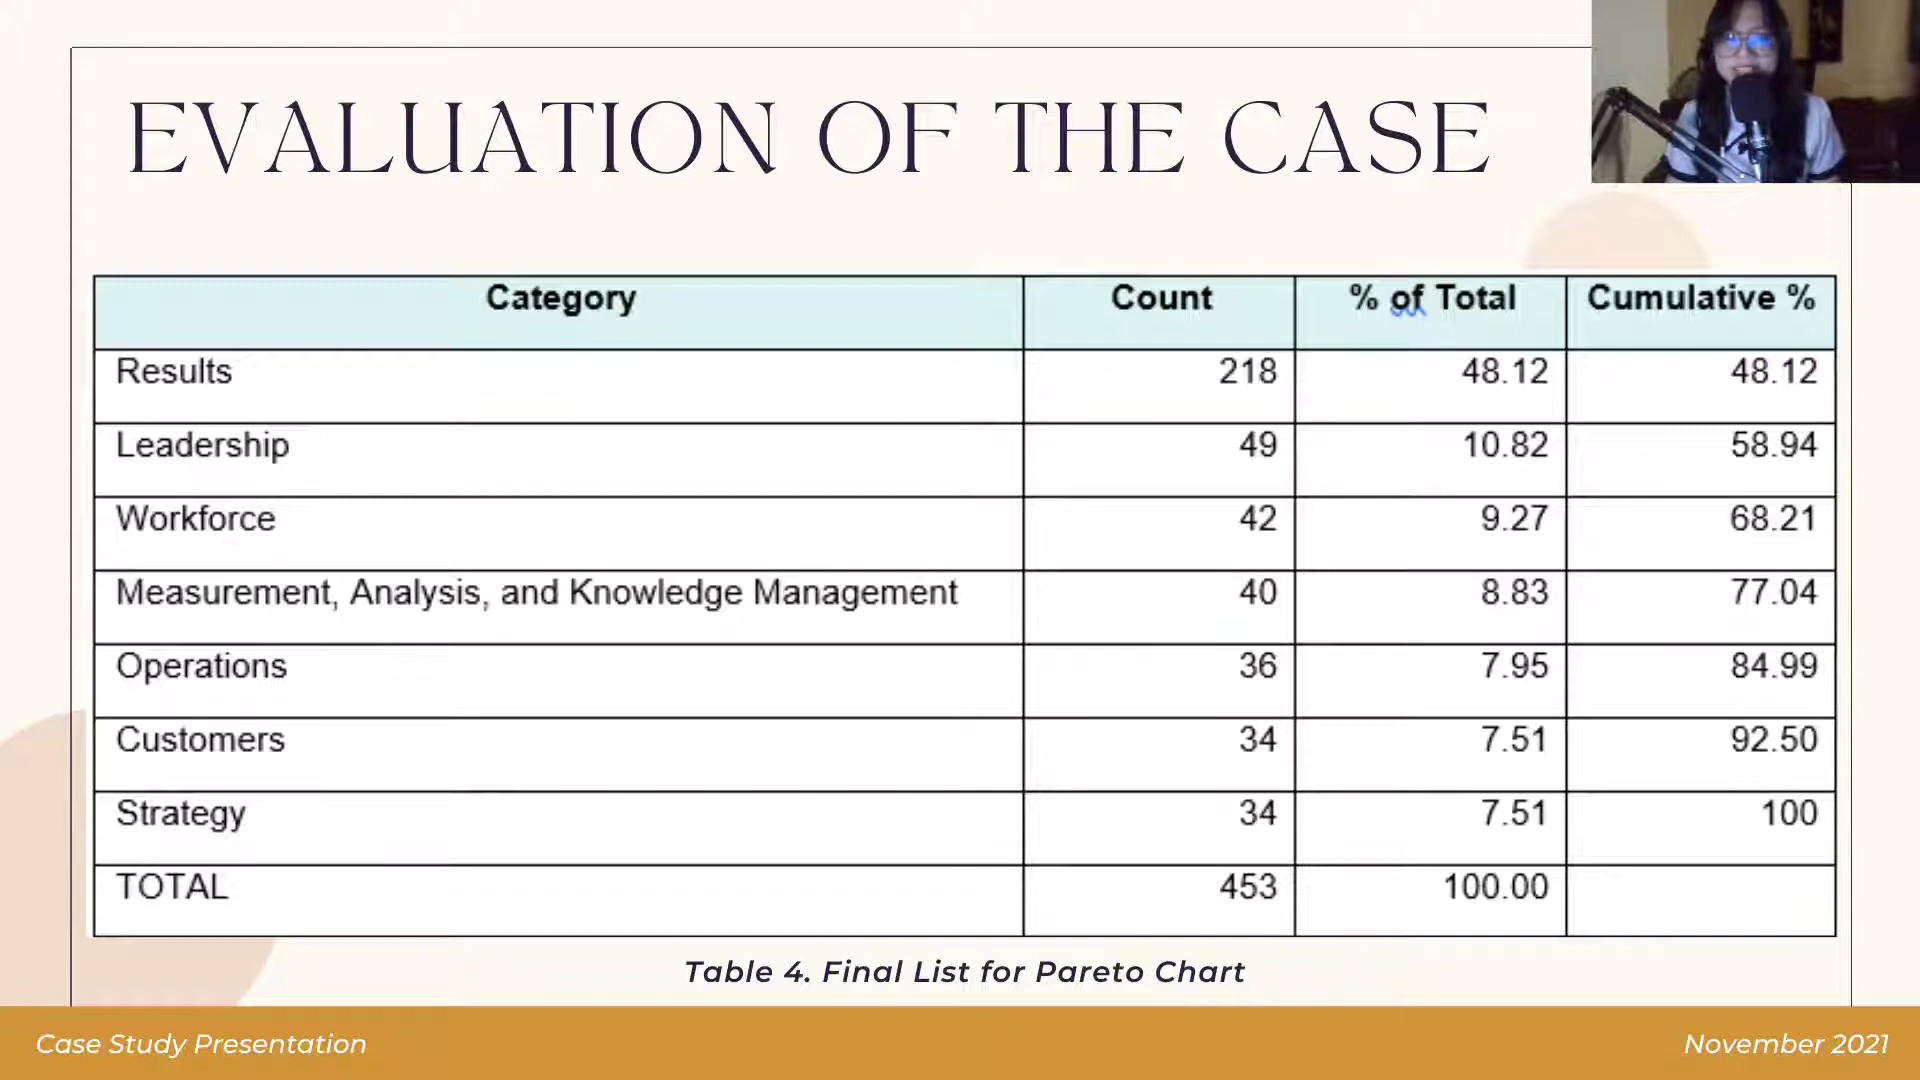 EVALUATION OF THE CASE
Category Count % of Total Cumulative %
Results 218 48.12 48.12
Leadership 49 10.82 58.94
Workforce 42 9.27 68.21
Measurement, Analysis, and Knowledge Management 40 8.83 77.04
Operations 36 7.95 84.99
Customers 34 7.51 92.50
Strategy 34 7.51 100
TOTAL 453 100.00
Table 4. Final List for Pareto Chart
Case Study Presentation November 2021